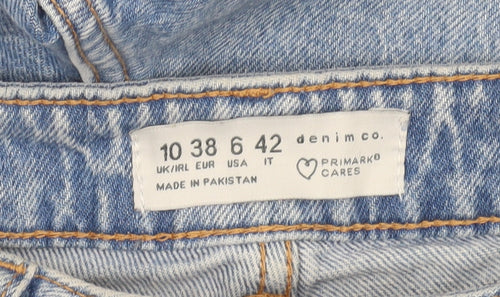 10 38 6 42 denim co.
UK/IRL EUR USA IT
PRIMARK®
CARES
MADE IN PAKISTAN